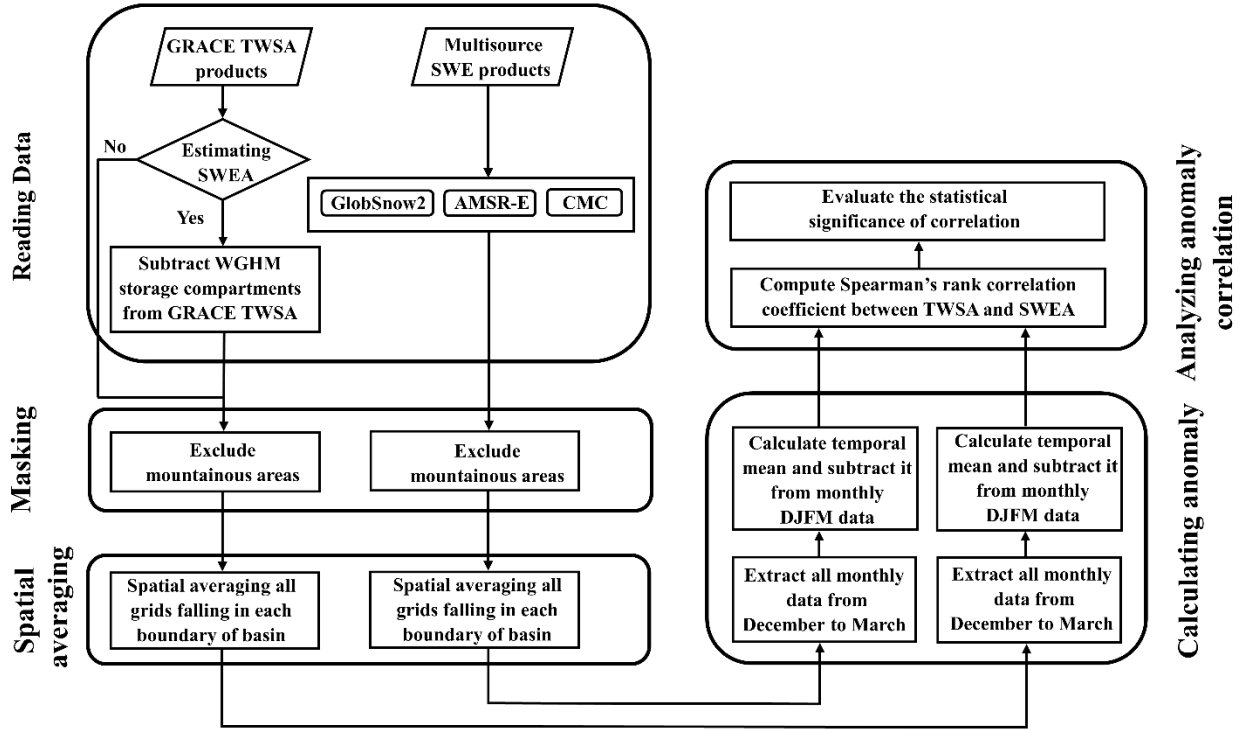 Reading Data
GRACE TWSA
products
Multisource
SWE products
No
Estimating
SWEA
Yes
GlobSnow2
AMSR-E
CMC
Subtract WGHM
storage compartments
from GRACE TWSA
Masking
Exclude
mountainous areas
Exclude
mountainous areas
Spatial
averaging
Spatial averaging all
grids falling in each
boundary of basin
Spatial averaging all
grids falling in each
boundary of basin
Evaluate the statistical
significance of correlation
Compute Spearman’s rank correlation
coefficient between TWSA and SWEA
Analyzing anomaly
correlation
Calculate temporal
mean and subtract it
from monthly
DJFM data
Calculate temporal
mean and subtract it
from monthly
DJFM data
Extract all monthly
data from
December to March
Extract all monthly
data from
December to March
Calculating anomaly